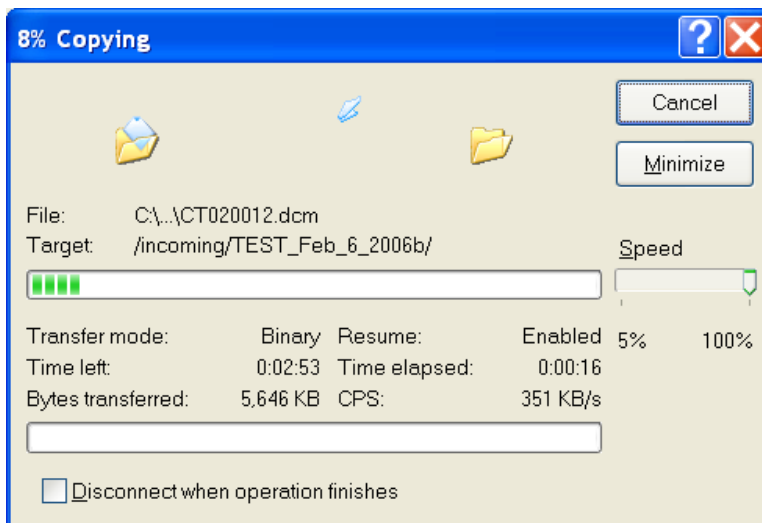 8% Copying
Cancel
Minimize
File: C:\...\CT020012.dcm
Target: /incoming/TEST_Feb_6_2006b/
Speed
Transfer mode: Binary Resume: Enabled
5% 100%
Time left: 0:02:53 Time elapsed: 0:00:16
Bytes transferred: 5,646 KB CPS: 351 KB/s
Disconnect when operation finishes